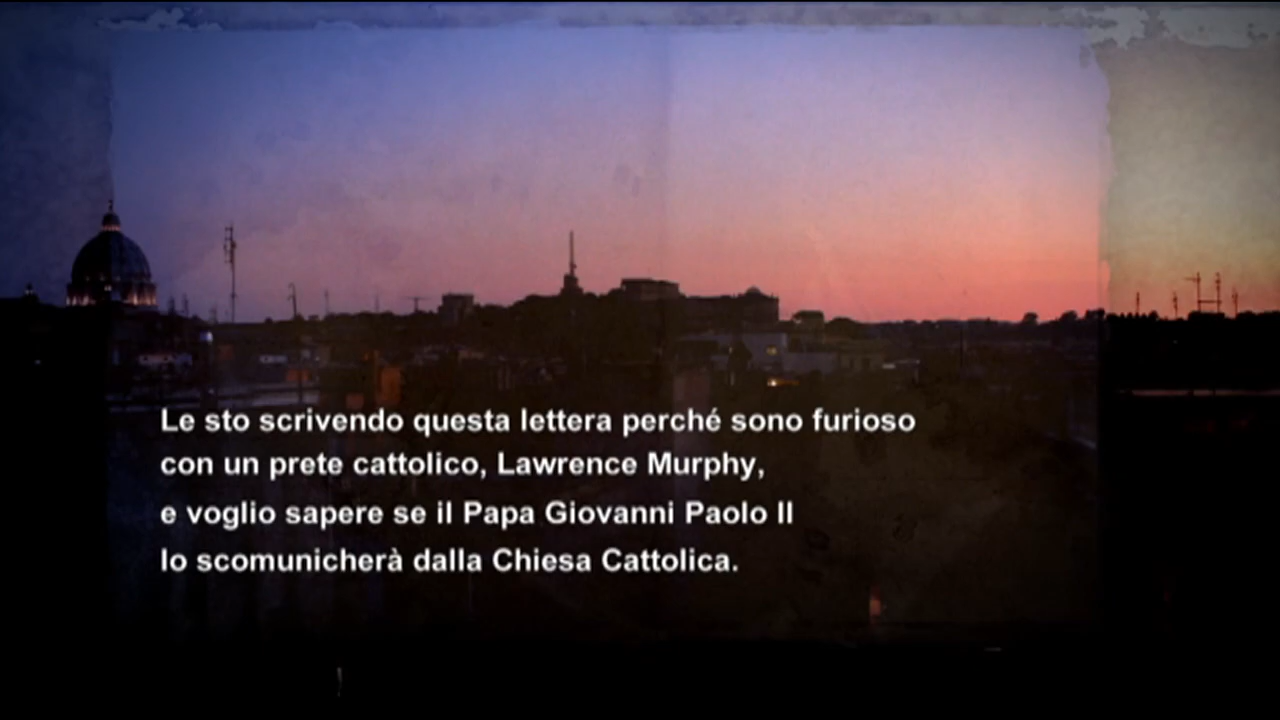 Le sto scrivendo questa lettera perché sono furioso
con un prete cattolico, Lawrence Murphy,
e voglio sapere se il Papa Giovanni Paolo II
lo scomunicherà dalla Chiesa Cattolica.